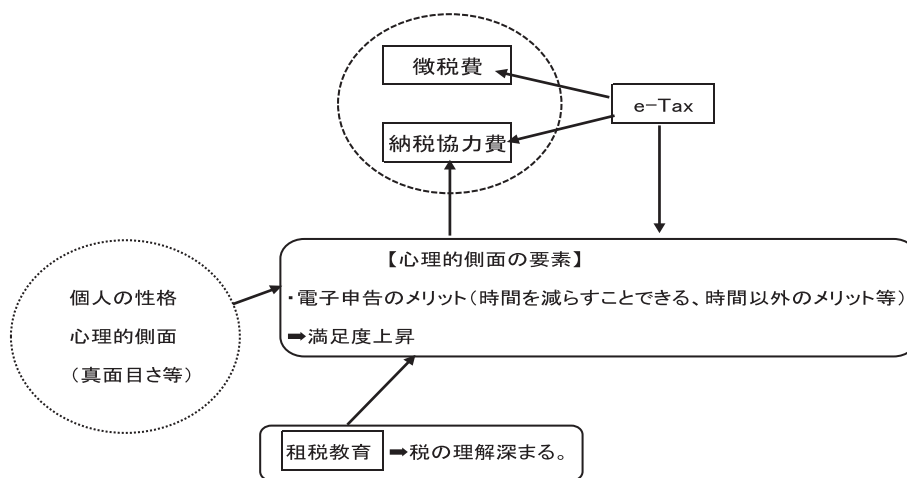 徴税費
e-Tax
納税協力費
【心理的側面の要素】
・電子申告のメリット（時間を減らすことできる、時間以外のメリット等）
➡満足度上昇
個人の性格
心理的側面
（真面目さ等）
租税教育 ➡税の理解深まる。